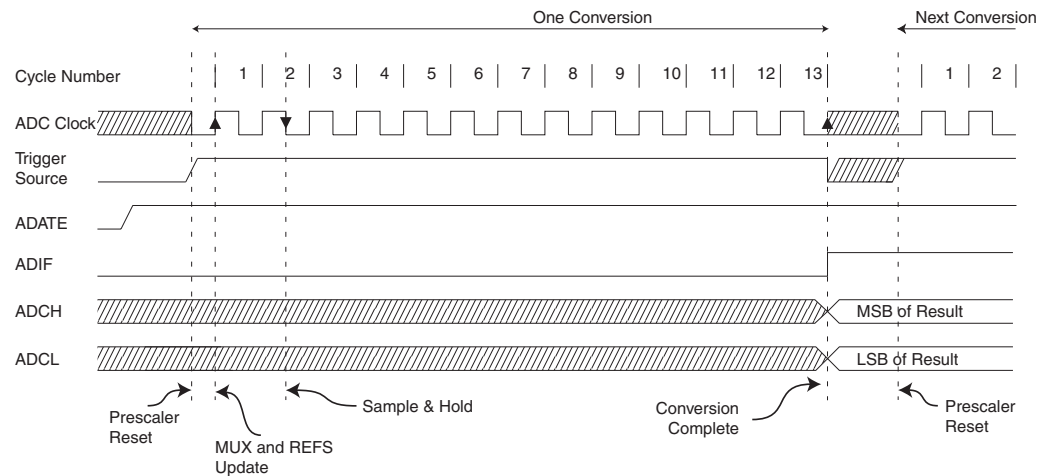 One Conversion
Next Conversion
Cycle Number 1 2 3 4 5 6 7 8 9 10 11 12 13 1 2
ADC Clock
Trigger
Source
ADATE
ADIF
ADCH
MSB of Result
ADCL
LSB of Result
Prescaler
Reset
MUX and REFS
Update
Sample & Hold
Conversion
Complete
Prescaler
Reset